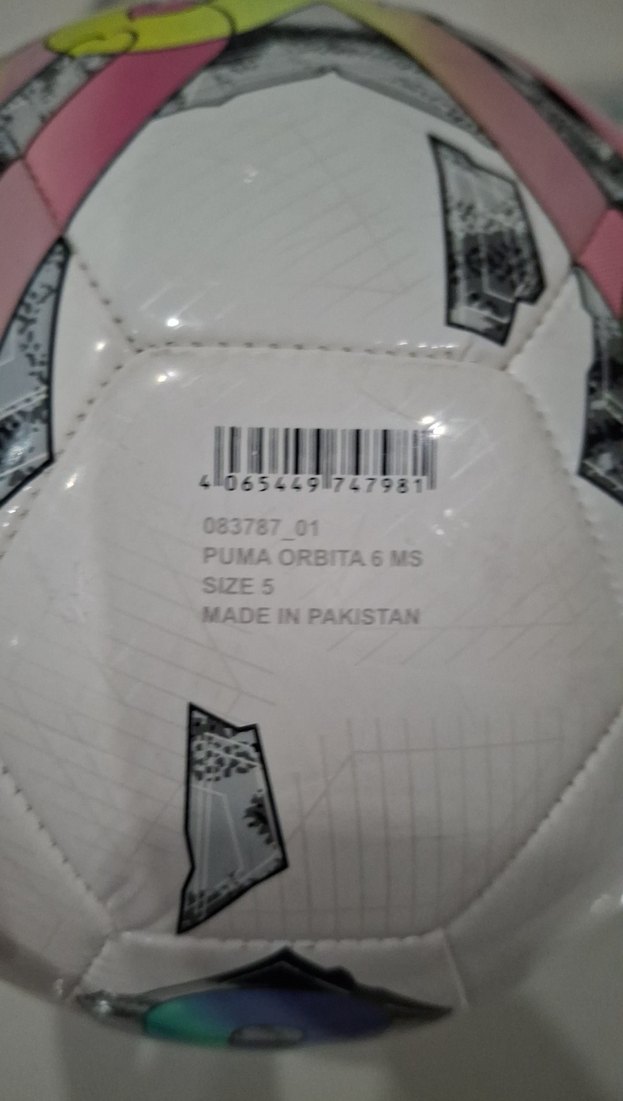 4 065449 747981
083787_01
PUMA ORBITA 6 MS
SIZE 5
MADE IN PAKISTAN